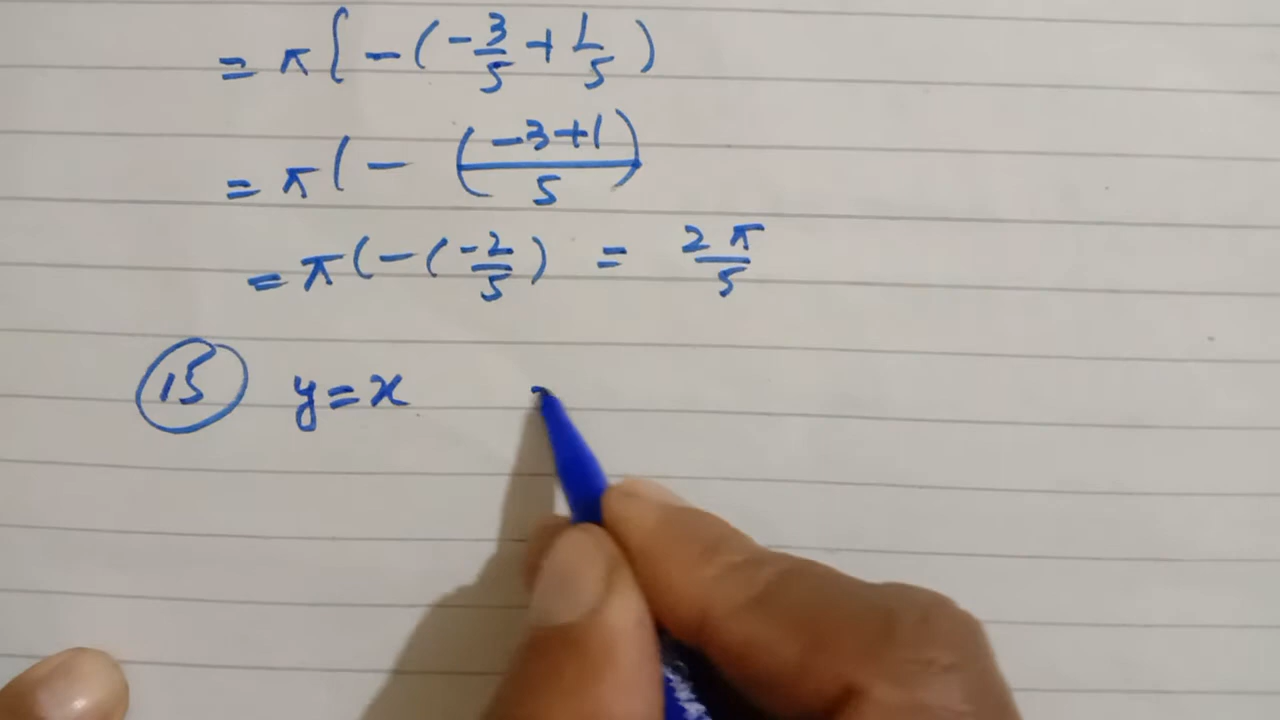 = π{ -(-3/5 + 1/5)
= π( - ((-3+1)/5)
= π(-(-2/5) = 2π/5
15 y=x